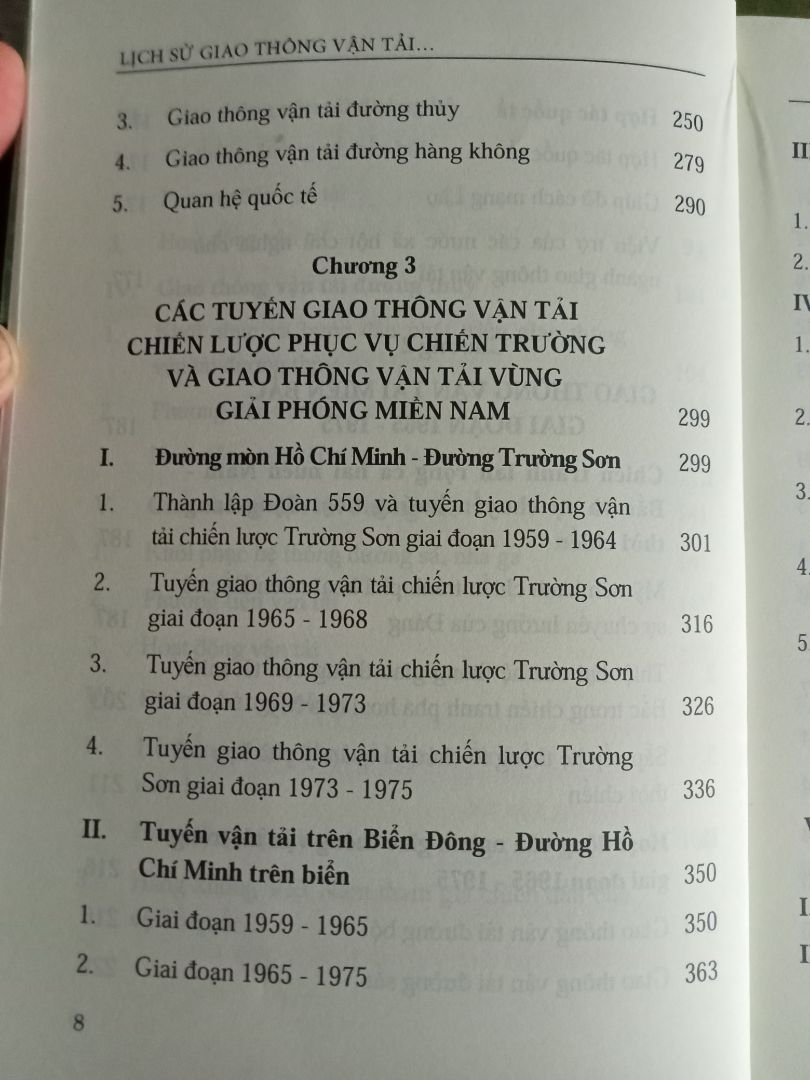 LỊCH SỬ GIAO THÔNG VẬN TẢI...
3. Giao thông vận tải đường thủy 250
4. Giao thông vận tải đường hàng không 279
5. Quan hệ quốc tế 290
Chương 3
CÁC TUYẾN GIAO THÔNG VẬN TẢI
CHIẾN LƯỢC PHỤC VỤ CHIẾN TRƯỜNG
VÀ GIAO THÔNG VẬN TẢI VÙNG
GIẢI PHÓNG MIỀN NAM 299
I. Đường mòn Hồ Chí Minh - Đường Trường Sơn 299
1. Thành lập Đoàn 559 và tuyến giao thông vận
tải chiến lược Trường Sơn giai đoạn 1959 - 1964 301
2. Tuyến giao thông vận tải chiến lược Trường Sơn
giai đoạn 1965 - 1968 316
3. Tuyến giao thông vận tải chiến lược Trường Sơn
giai đoạn 1969 - 1973 326
4. Tuyến giao thông vận tải chiến lược Trường
Sơn giai đoạn 1973 - 1975 336
II. Tuyến vận tải trên Biển Đông - Đường Hồ
Chí Minh trên biển 350
1. Giai đoạn 1959 - 1965 350
2. Giai đoạn 1965 - 1975 363
8
1.
2.
1.
2.
3.
4.
5.